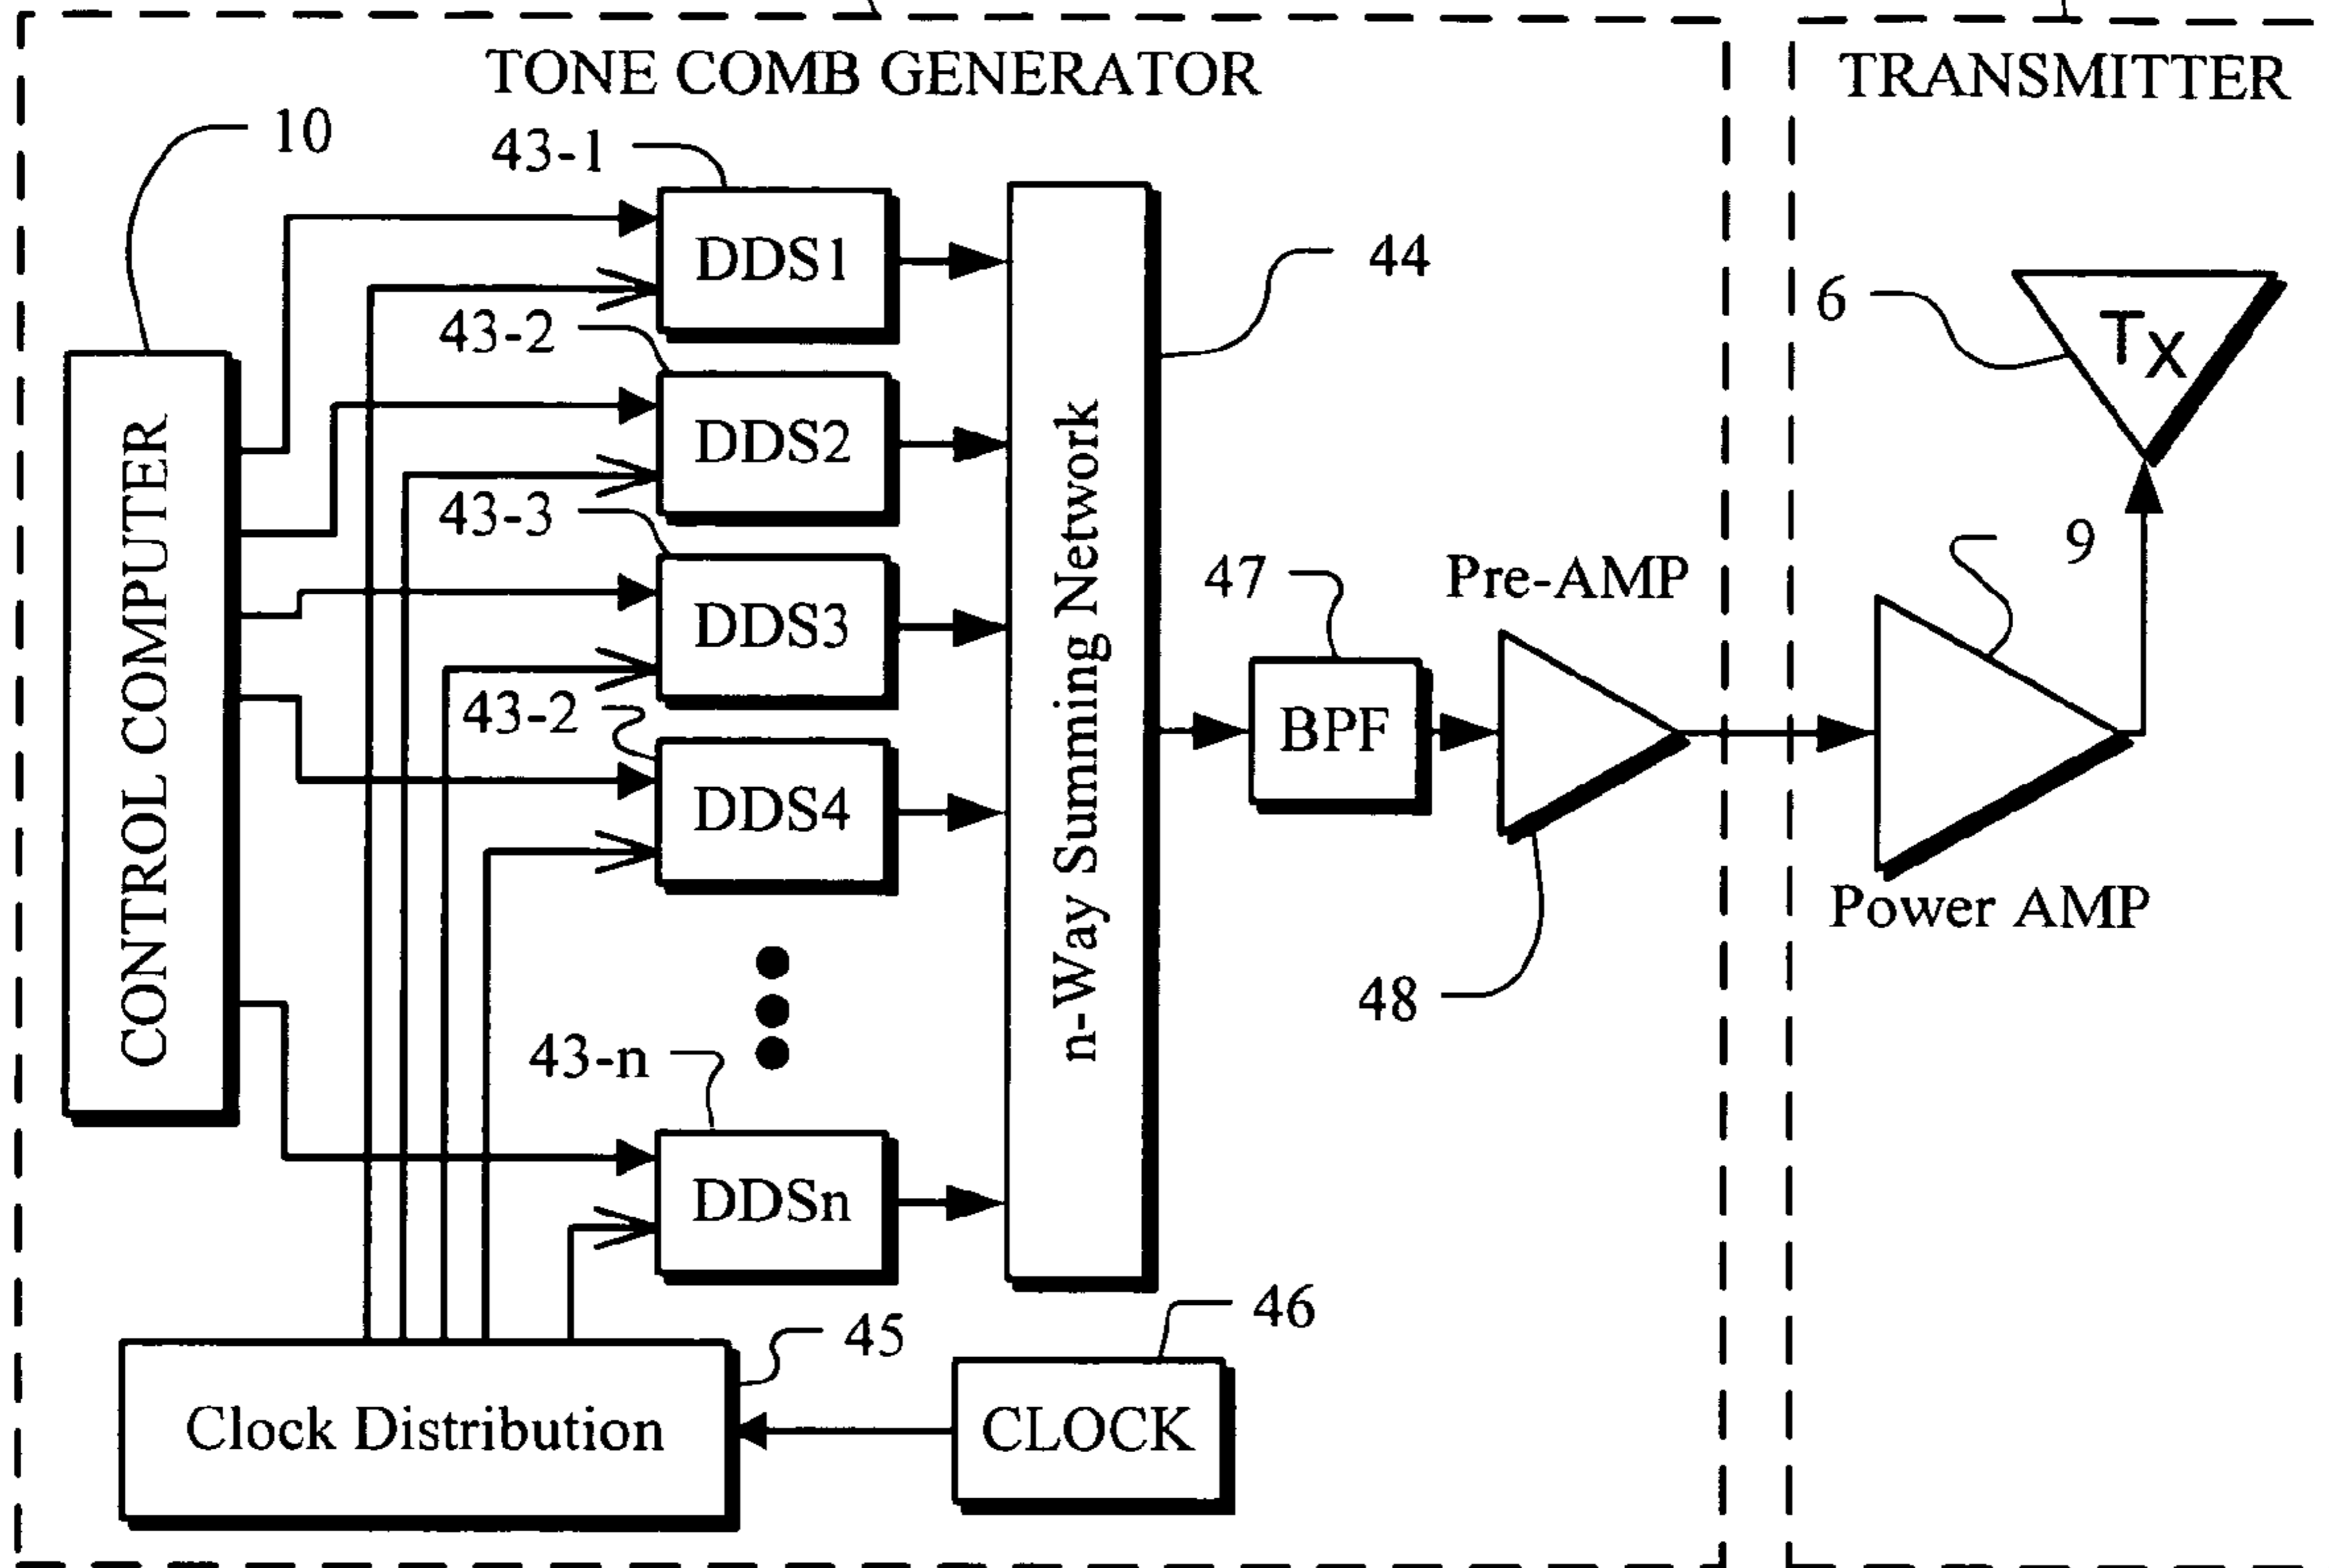 TONE COMB GENERATOR
TRANSMITTER
10
43-1
DDS1
44
6
Tx
43-2
DDS2
43-3
DDS3
43-2
DDS4
CONTROL COMPUTER
n-Way Summing Network
47
BPF
Pre-AMP
48
9
Power AMP
43-n
DDSn
45
Clock Distribution
46
CLOCK